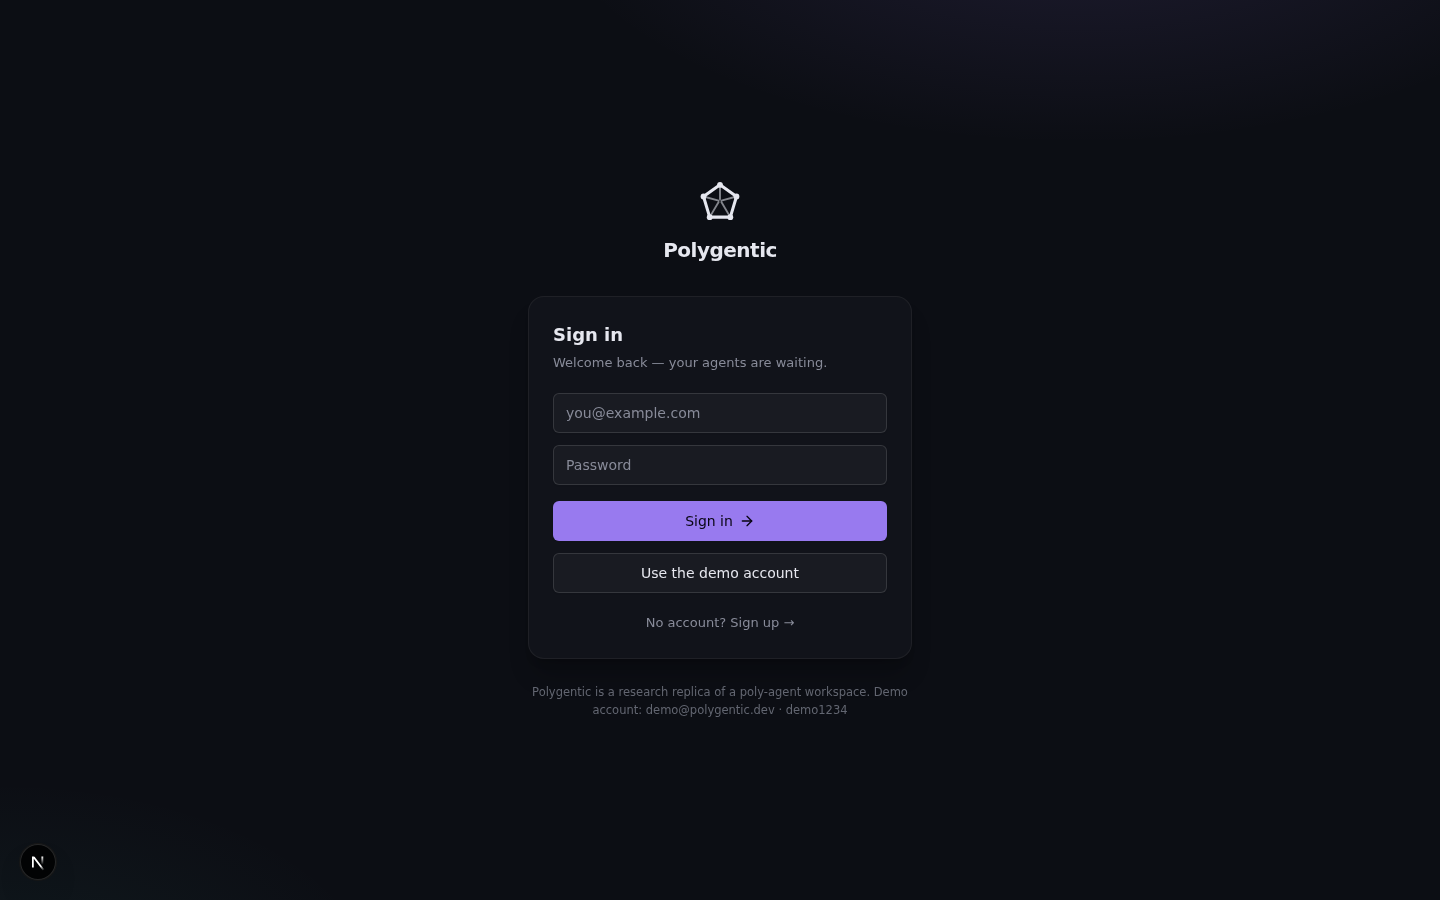 Polygentic
Sign in
Welcome back — your agents are waiting.
you@example.com
Password
Sign in →
Use the demo account
No account? Sign up →
Polygentic is a research replica of a poly-agent workspace. Demo
account: demo@polygentic.dev · demo1234
N